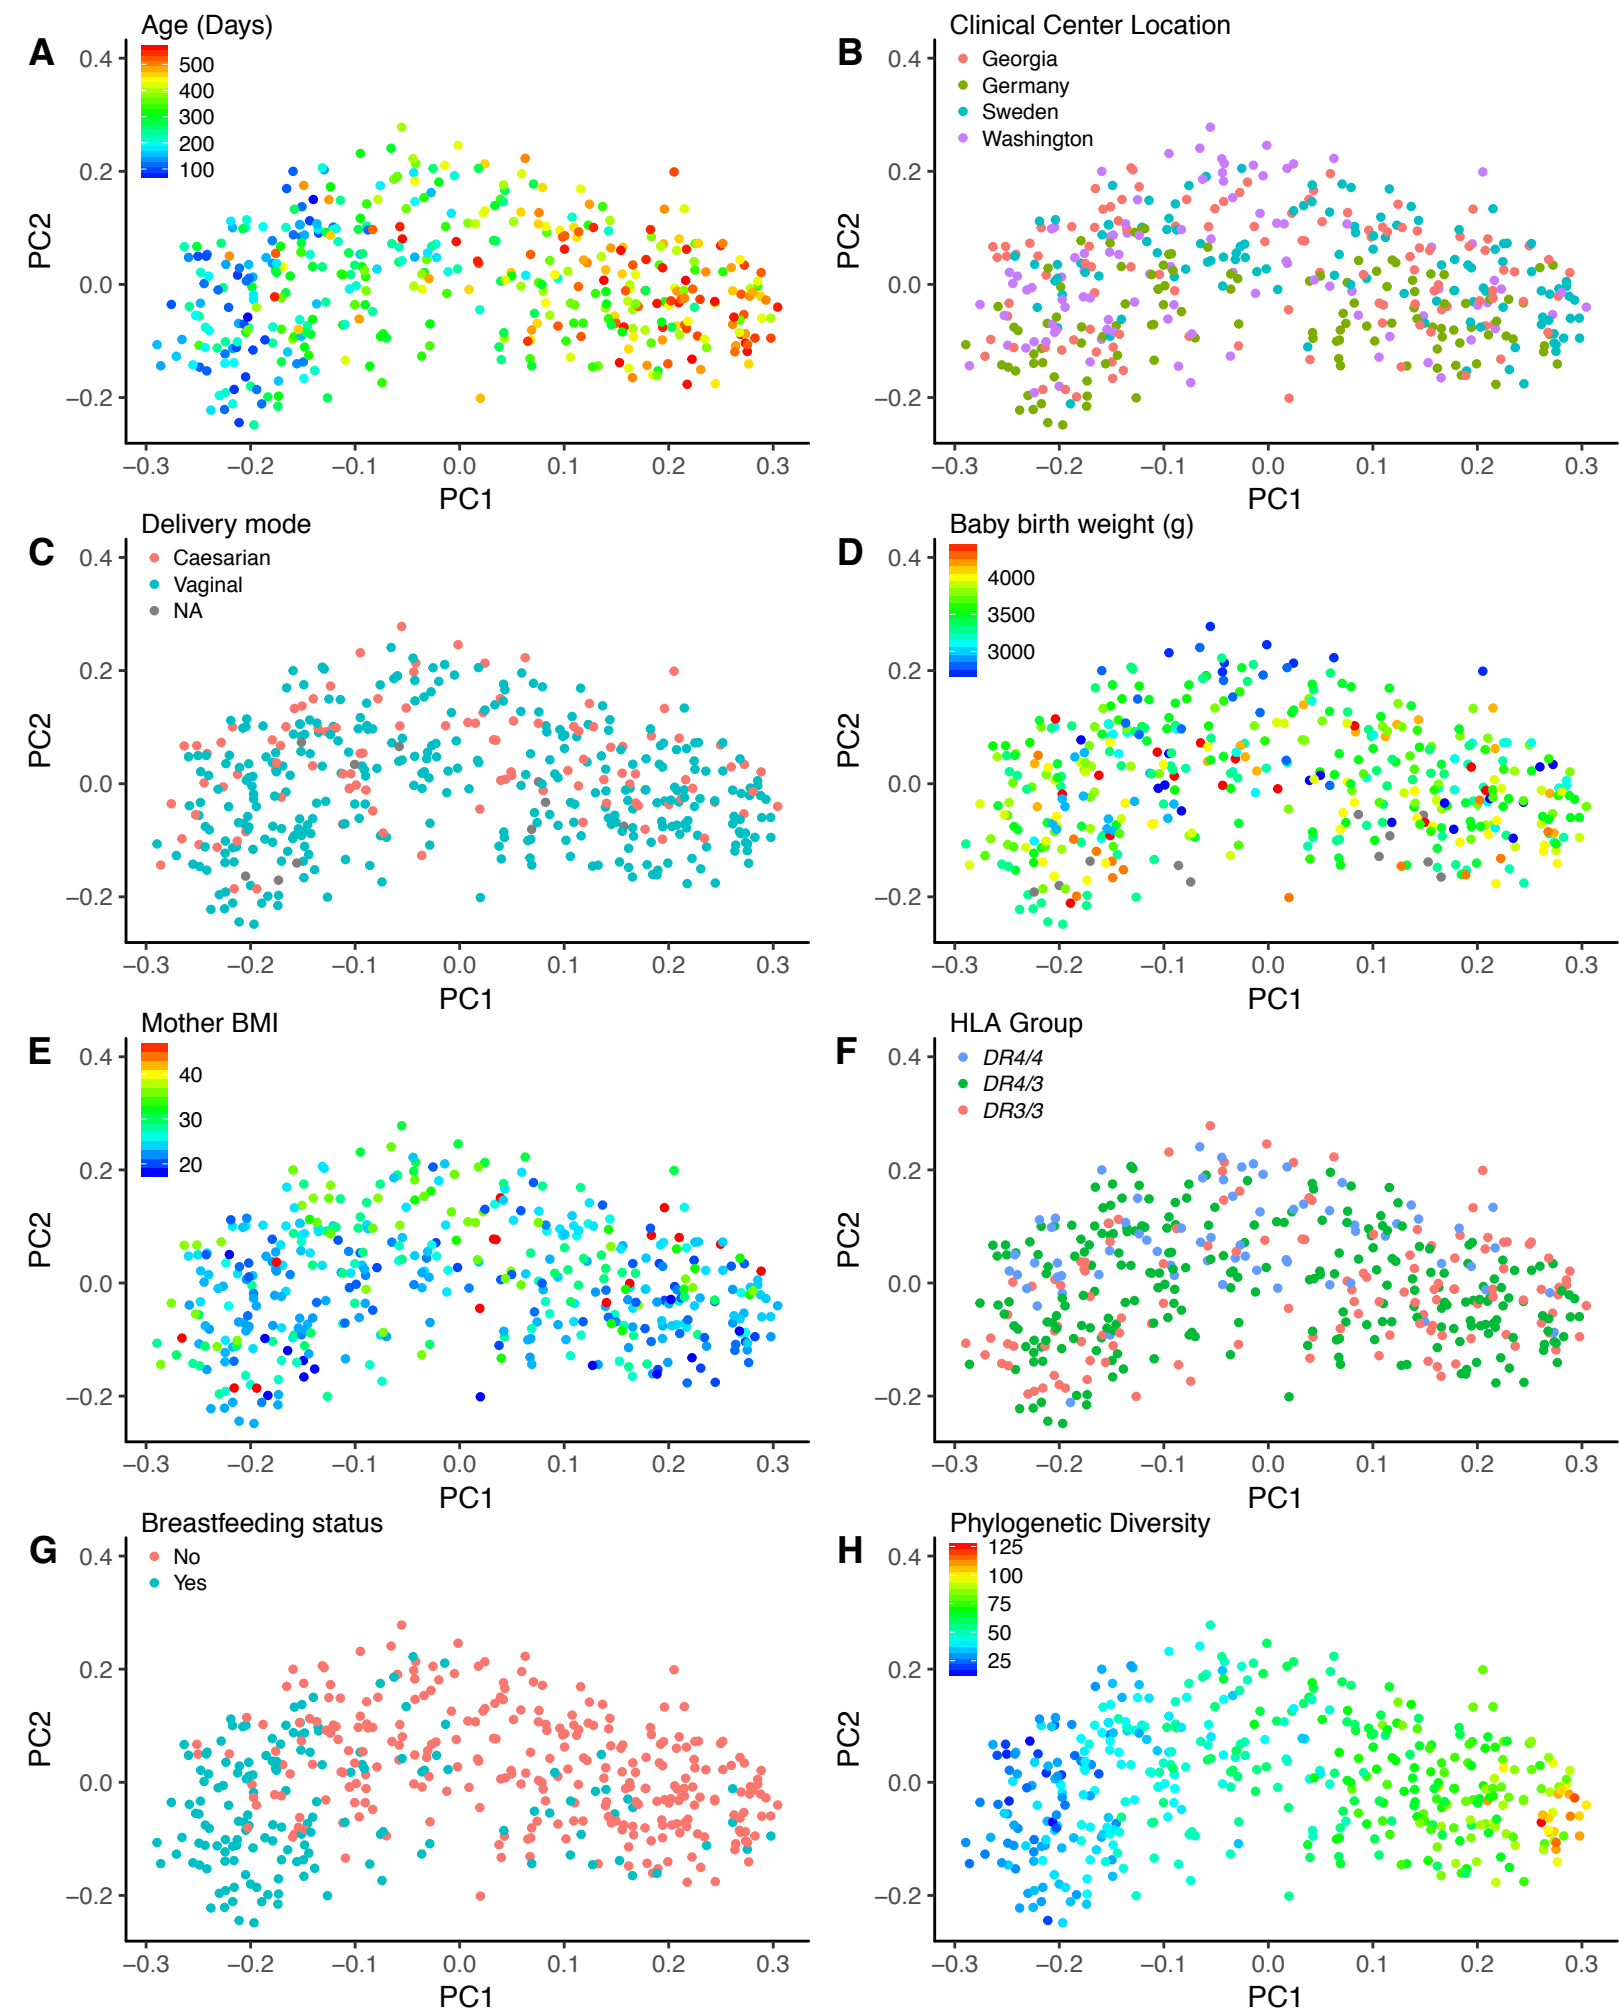 A
Age (Days)
500
400
300
200
100
0.4
0.2
0.0
−0.2
PC2
−0.3 −0.2 −0.1 0.0 0.1 0.2 0.3
PC1
B
Clinical Center Location
Georgia
Germany
Sweden
Washington
0.4
0.2
0.0
−0.2
PC2
−0.3 −0.2 −0.1 0.0 0.1 0.2 0.3
PC1
C
Delivery mode
Caesarian
Vaginal
NA
0.4
0.2
0.0
−0.2
PC2
−0.3 −0.2 −0.1 0.0 0.1 0.2 0.3
PC1
D
Baby birth weight (g)
4000
3500
3000
0.4
0.2
0.0
−0.2
PC2
−0.3 −0.2 −0.1 0.0 0.1 0.2 0.3
PC1
E
Mother BMI
40
30
20
0.4
0.2
0.0
−0.2
PC2
−0.3 −0.2 −0.1 0.0 0.1 0.2 0.3
PC1
F
HLA Group
DR4/4
DR4/3
DR3/3
0.4
0.2
0.0
−0.2
PC2
−0.3 −0.2 −0.1 0.0 0.1 0.2 0.3
PC1
G
Breastfeeding status
No
Yes
0.4
0.2
0.0
−0.2
PC2
−0.3 −0.2 −0.1 0.0 0.1 0.2 0.3
PC1
H
Phylogenetic Diversity
125
100
75
50
25
0.4
0.2
0.0
−0.2
PC2
−0.3 −0.2 −0.1 0.0 0.1 0.2 0.3
PC1